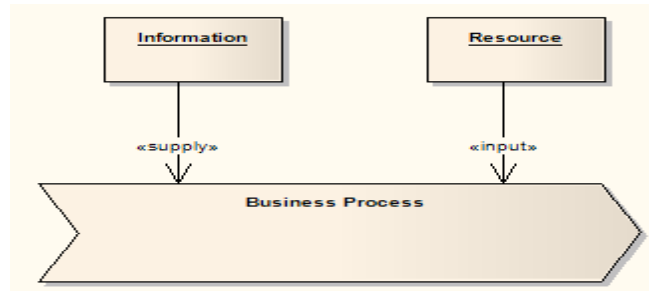 Information
Resource
«supply»
«input»
Business Process